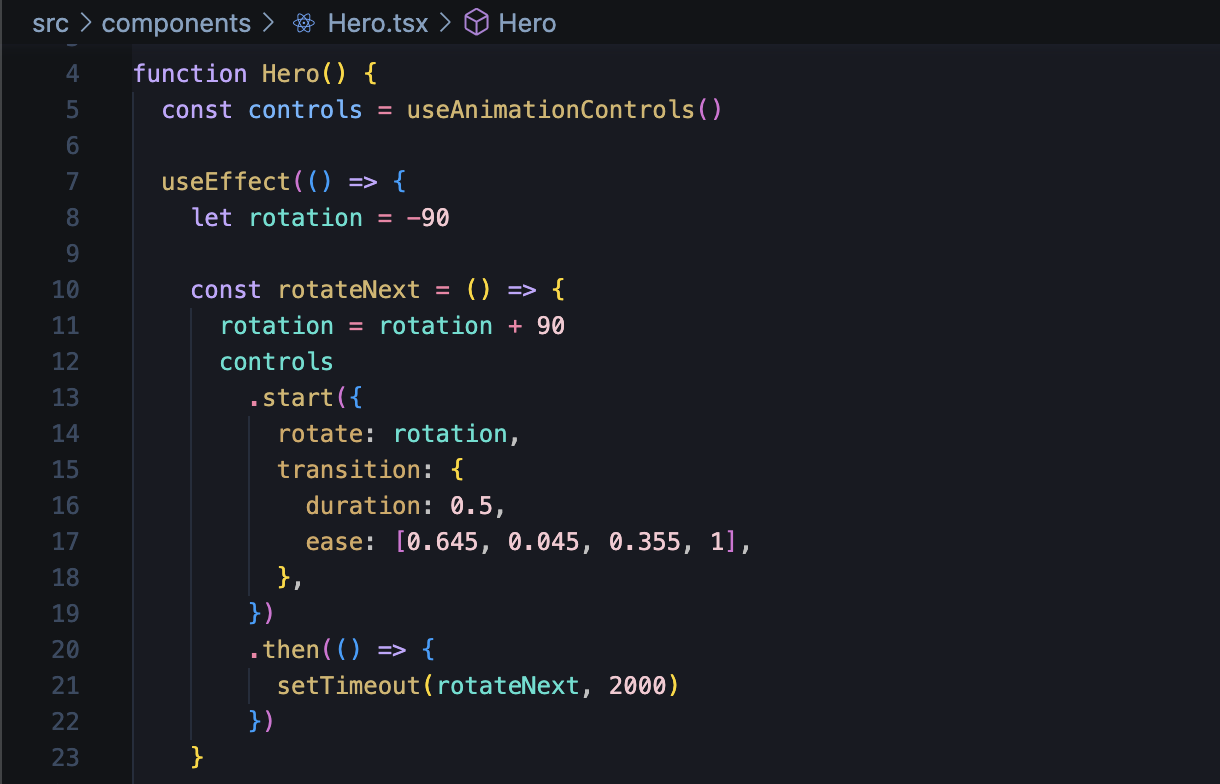 src > components > Hero.tsx > Hero
4 function Hero() {
5   const controls = useAnimationControls()
6
7   useEffect(() => {
8     let rotation = -90
9
10     const rotateNext = () => {
11       rotation = rotation + 90
12       controls
13         .start({
14           rotate: rotation,
15           transition: {
16             duration: 0.5,
17             ease: [0.645, 0.045, 0.355, 1],
18           },
19         })
20         .then(() => {
21           setTimeout(rotateNext, 2000)
22         })
23     }